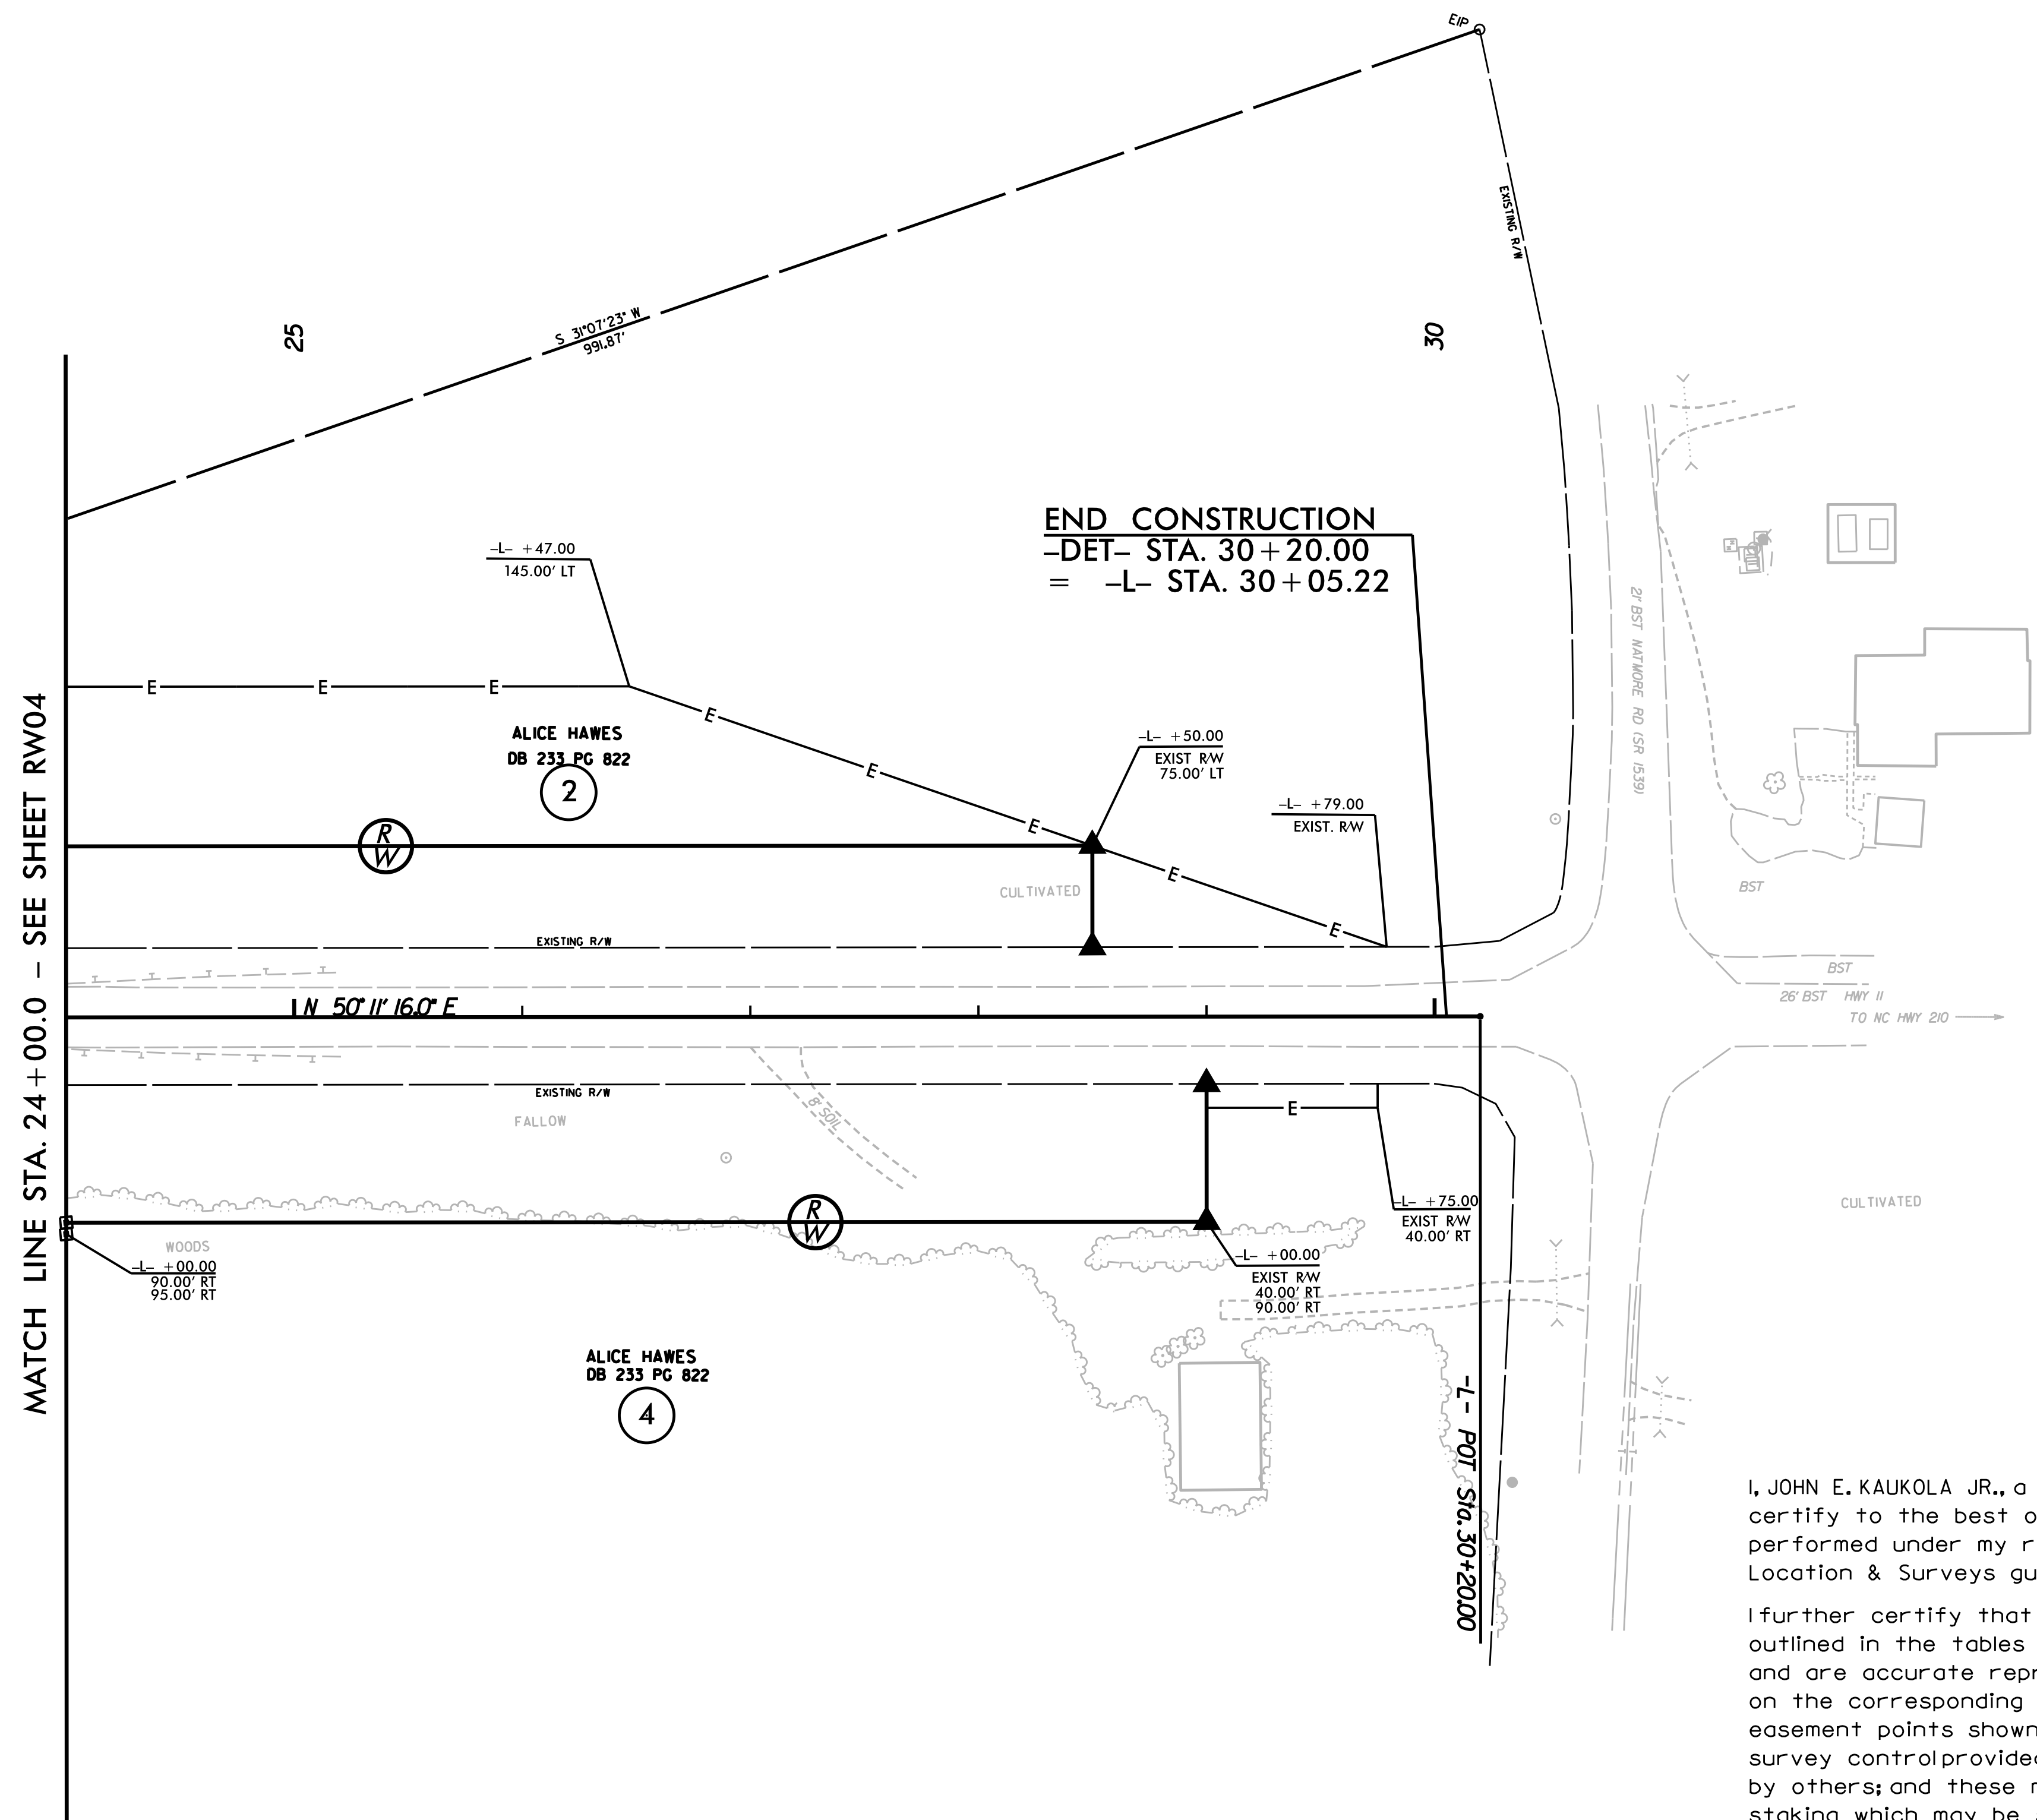 EIP
EXISTING R/W
25
30
S 31°07'23" W
991.87'
END CONSTRUCTION
-DET- STA. 30+20.00
= -L- STA. 30+05.22
-L- +47.00
145.00' LT
E
E
E
E
E
E
E
E
ALICE HAWES
DB 233 PG 822
2
-L- +50.00
EXIST R/W
75.00' LT
-L- +79.00
EXIST. R/W
21' BST NATMORE RD (SR 1539)
R
W
CULTIVATED
BST
EXISTING R/W
BST
26' BST HWY 11
TO NC HWY 210
N 50° 11' 16.0" E
MATCH LINE STA. 24+00.0 - SEE SHEET RW04
EXISTING R/W
FALLOW
8' SOIL
E
R
W
WOODS
-L- +00.00
90.00' RT
95.00' RT
-L- +75.00
EXIST R/W
40.00' RT
-L- +00.00
EXIST R/W
40.00' RT
90.00' RT
CULTIVATED
ALICE HAWES
DB 233 PG 822
4
-L- POT Sta. 30+20.00
I, JOHN E. KAUKOLA JR., a
certify to the best o
performed under my r
Location & Surveys gu
I further certify that
outlined in the tables
and are accurate repr
on the corresponding
easement points shown
survey control provided
by others; and these m
staking which may be